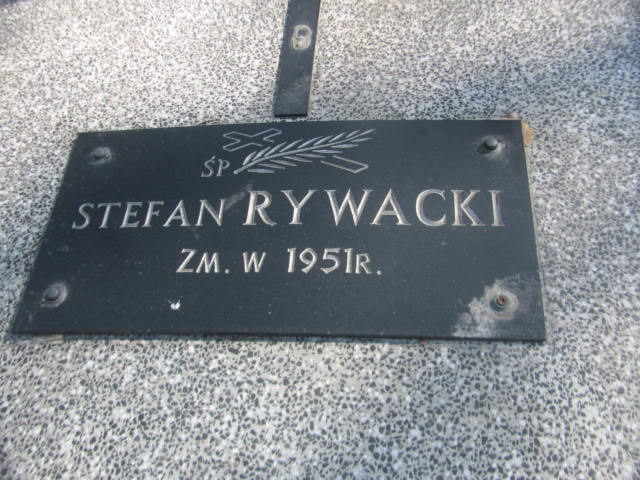 ŚP
STEFAN RYWACKI
ZM. W 1951R.